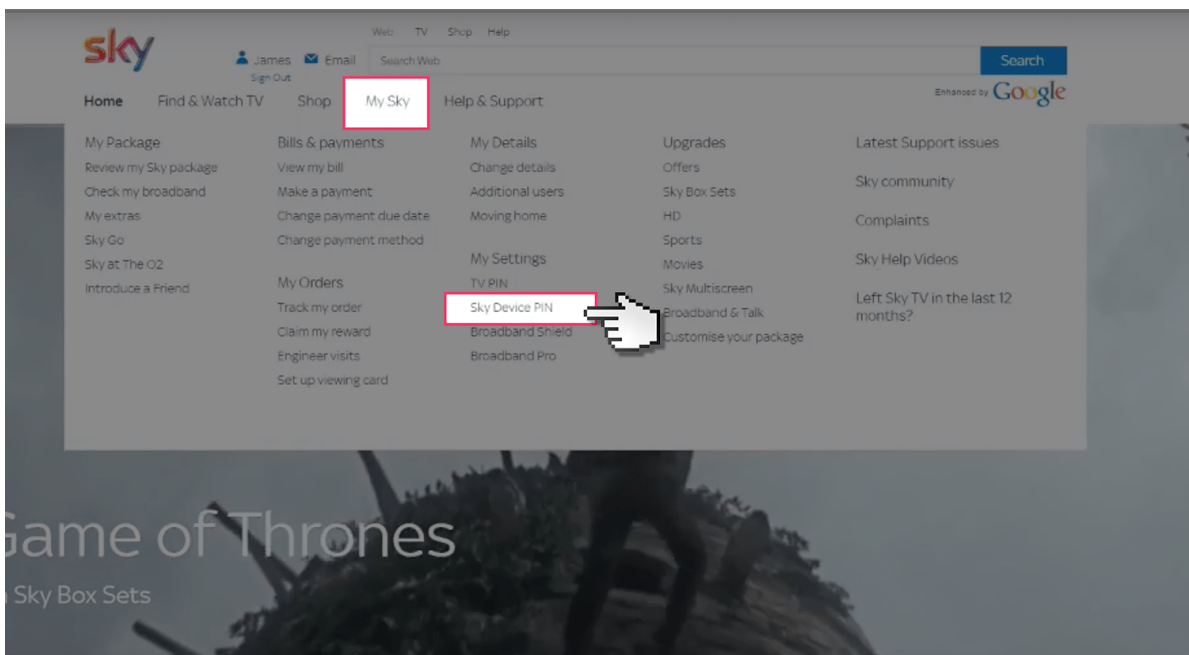 sky
Web TV Shop Help
James Email Search Web Search
Sign Out
Enhanced by Google
Home Find & Watch TV Shop My Sky Help & Support
My Package
Review my Sky package
Check my broadband
My extras
Sky Go
Sky at The O2
Introduce a Friend
Bills & payments
View my bill
Make a payment
Change payment due date
Change payment method
My Orders
Track my order
Claim my reward
Engineer visits
Set up viewing card
My Details
Change details
Additional users
Moving home
My Settings
TV PIN
Sky Device PIN
Broadband Shield
Broadband Pro
Upgrades
Offers
Sky Box Sets
HD
Sports
Movies
Sky Multiscreen
Broadband & Talk
Customise your package
Latest Support issues
Sky community
Complaints
Sky Help Videos
Left Sky TV in the last 12
months?
Game of Thrones
Sky Box Sets